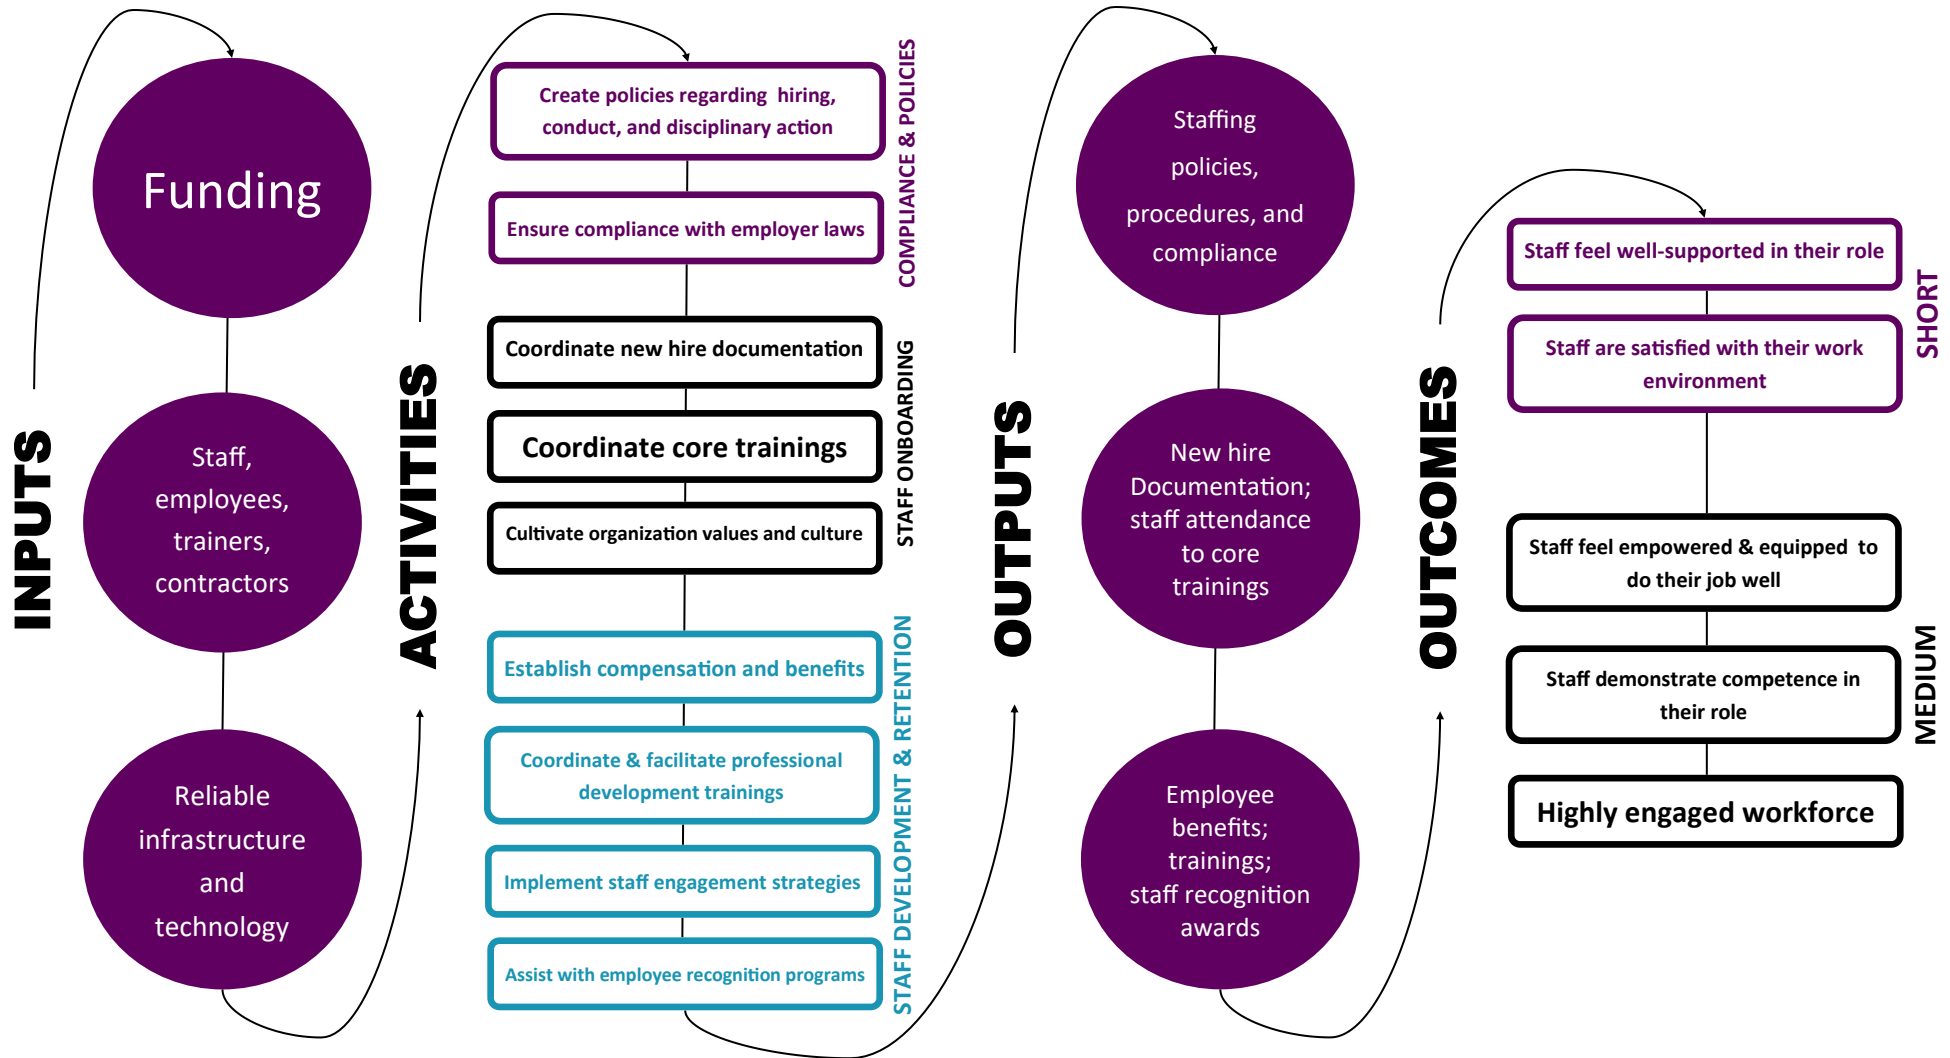 INPUTS
Funding
Staff,
employees,
trainers,
contractors
Reliable
infrastructure
and
technology
ACTIVITIES
Create policies regarding  hiring,
conduct, and disciplinary action
Ensure compliance with employer laws
COMPLIANCE & POLICIES
Coordinate new hire documentation
Coordinate core trainings
Cultivate organization values and culture
STAFF ONBOARDING
Establish compensation and benefits
Coordinate & facilitate professional
development trainings
Implement staff engagement strategies
Assist with employee recognition programs
STAFF DEVELOPMENT & RETENTION
OUTPUTS
Staffing
policies,
procedures, and
compliance
New hire
Documentation;
staff attendance
to core
trainings
Employee
benefits;
trainings;
staff recognition
awards
OUTCOMES
Staff feel well-supported in their role
Staff are satisfied with their work
environment
SHORT
Staff feel empowered & equipped  to
do their job well
Staff demonstrate competence in
their role
Highly engaged workforce
MEDIUM